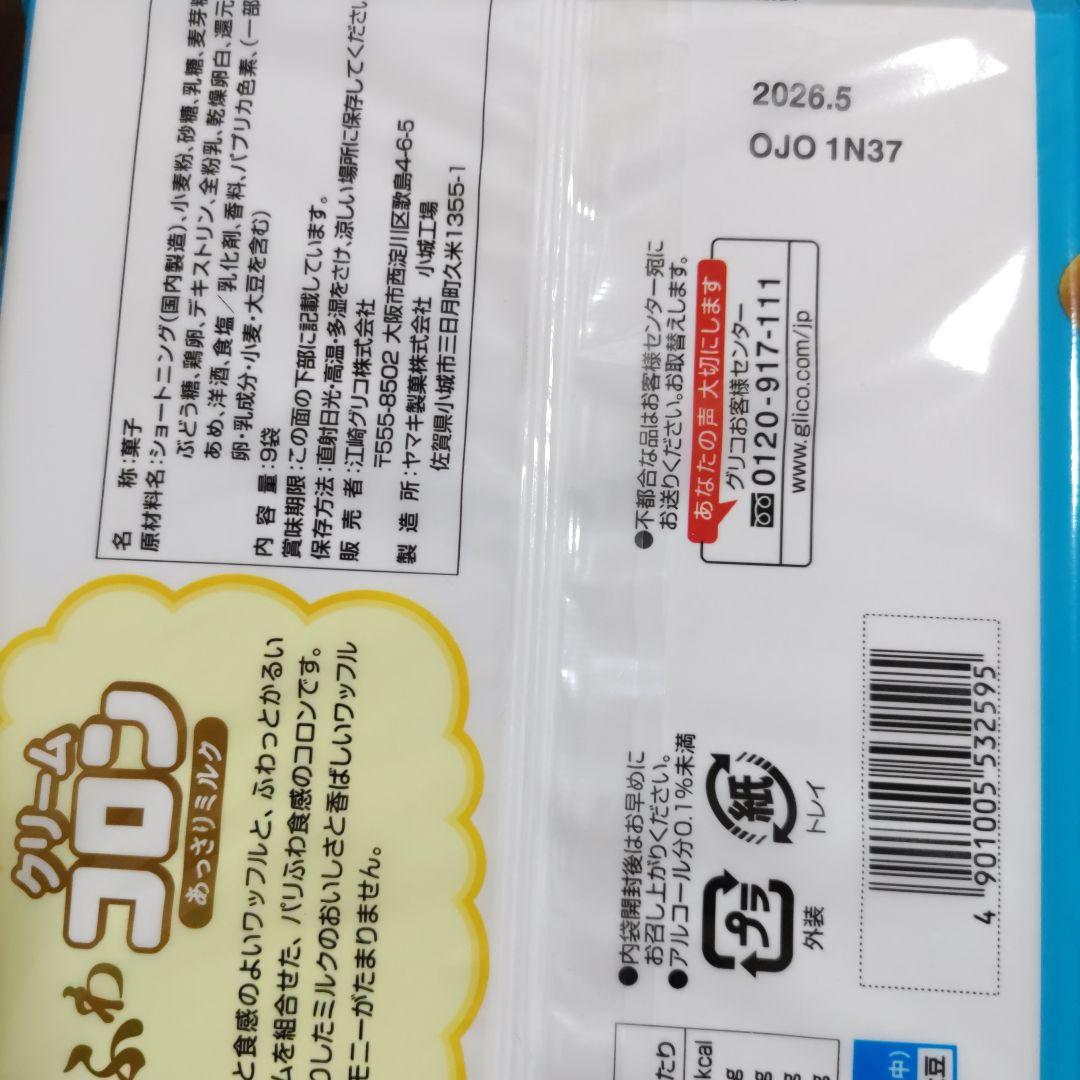 名　称:菓子
原材料名:ショートニング(国内製造)、小麦粉、砂糖、乳糖、麦芽
ぶどう糖、鶏卵、デキストリン、全粉乳、乾燥卵白、還元
あめ、洋酒、食塩／乳化剤、香料、パプリカ色素、(一部
卵・乳成分・小麦・大豆を含む)
内容量:9袋
賞味期限:この面の下部に記載しています。
保存方法:直射日光・高温・多湿をさけ、涼しい場所に保存してくださ
販売者:江崎グリコ株式会社
〒555-8502 大阪市西淀川区歌島4-6-5
製造所:ヤマキ製菓株式会社　小城工場
佐賀県小城市三日月町久米1355-1
2026.5
OJO 1N37
●不都合な品はお客様センター宛に
お送りください。お取替えします。
あなたの声 大切にします
グリコお客様センター
0120-917-111
www.glico.com/jp
ふわ
クリーム
コロン
あっさりミルク
と食感のよいワッフルと、ふわっとかるい
ムを組合せた、パリふわ食感のコロンです。
りしたミルクのおいしさと香ばしいワッフル
モニーがたまりません。
●内袋開封後はお早めに
お召し上がりください。
●アルコール分0.1%未満
プラ
外装
紙
トレイ
4 901005 532595
たり
kcal
g
g
g
中)
豆